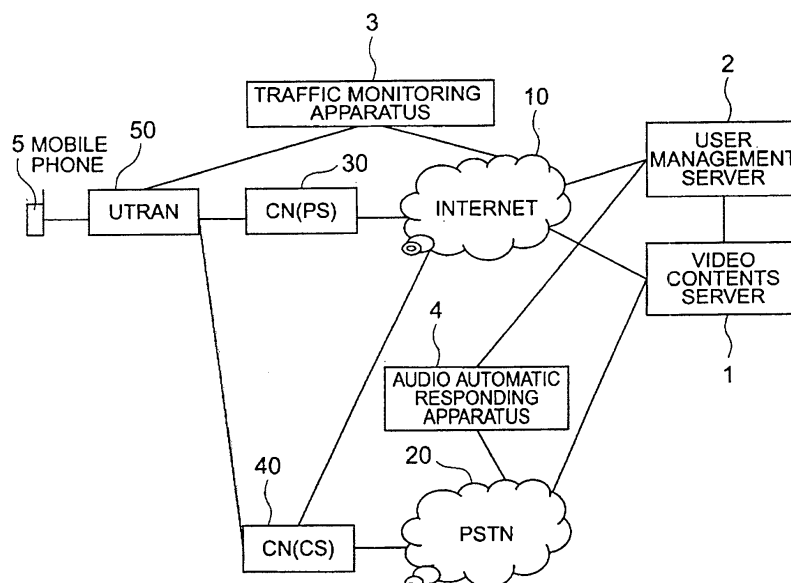 3
TRAFFIC MONITORING
APPARATUS
10
2
USER
MANAGEMENT
SERVER
5 MOBILE
PHONE
50
UTRAN
30
CN(PS)
INTERNET
VIDEO
CONTENTS
SERVER
1
4
AUDIO AUTOMATIC
RESPONDING
APPARATUS
20
PSTN
40
CN(CS)